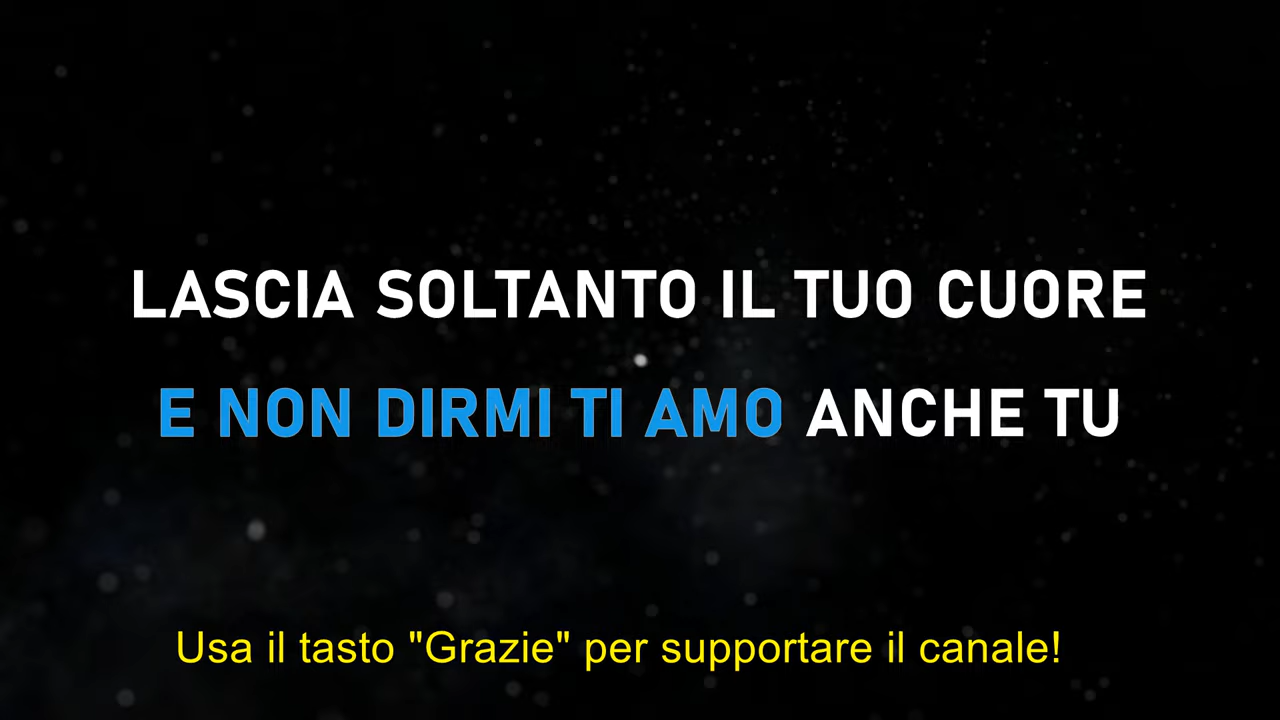 LASCIA SOLTANTO IL TUO CUORE
E NON DIRMI TI AMO ANCHE TU
Usa il tasto "Grazie" per supportare il canale!